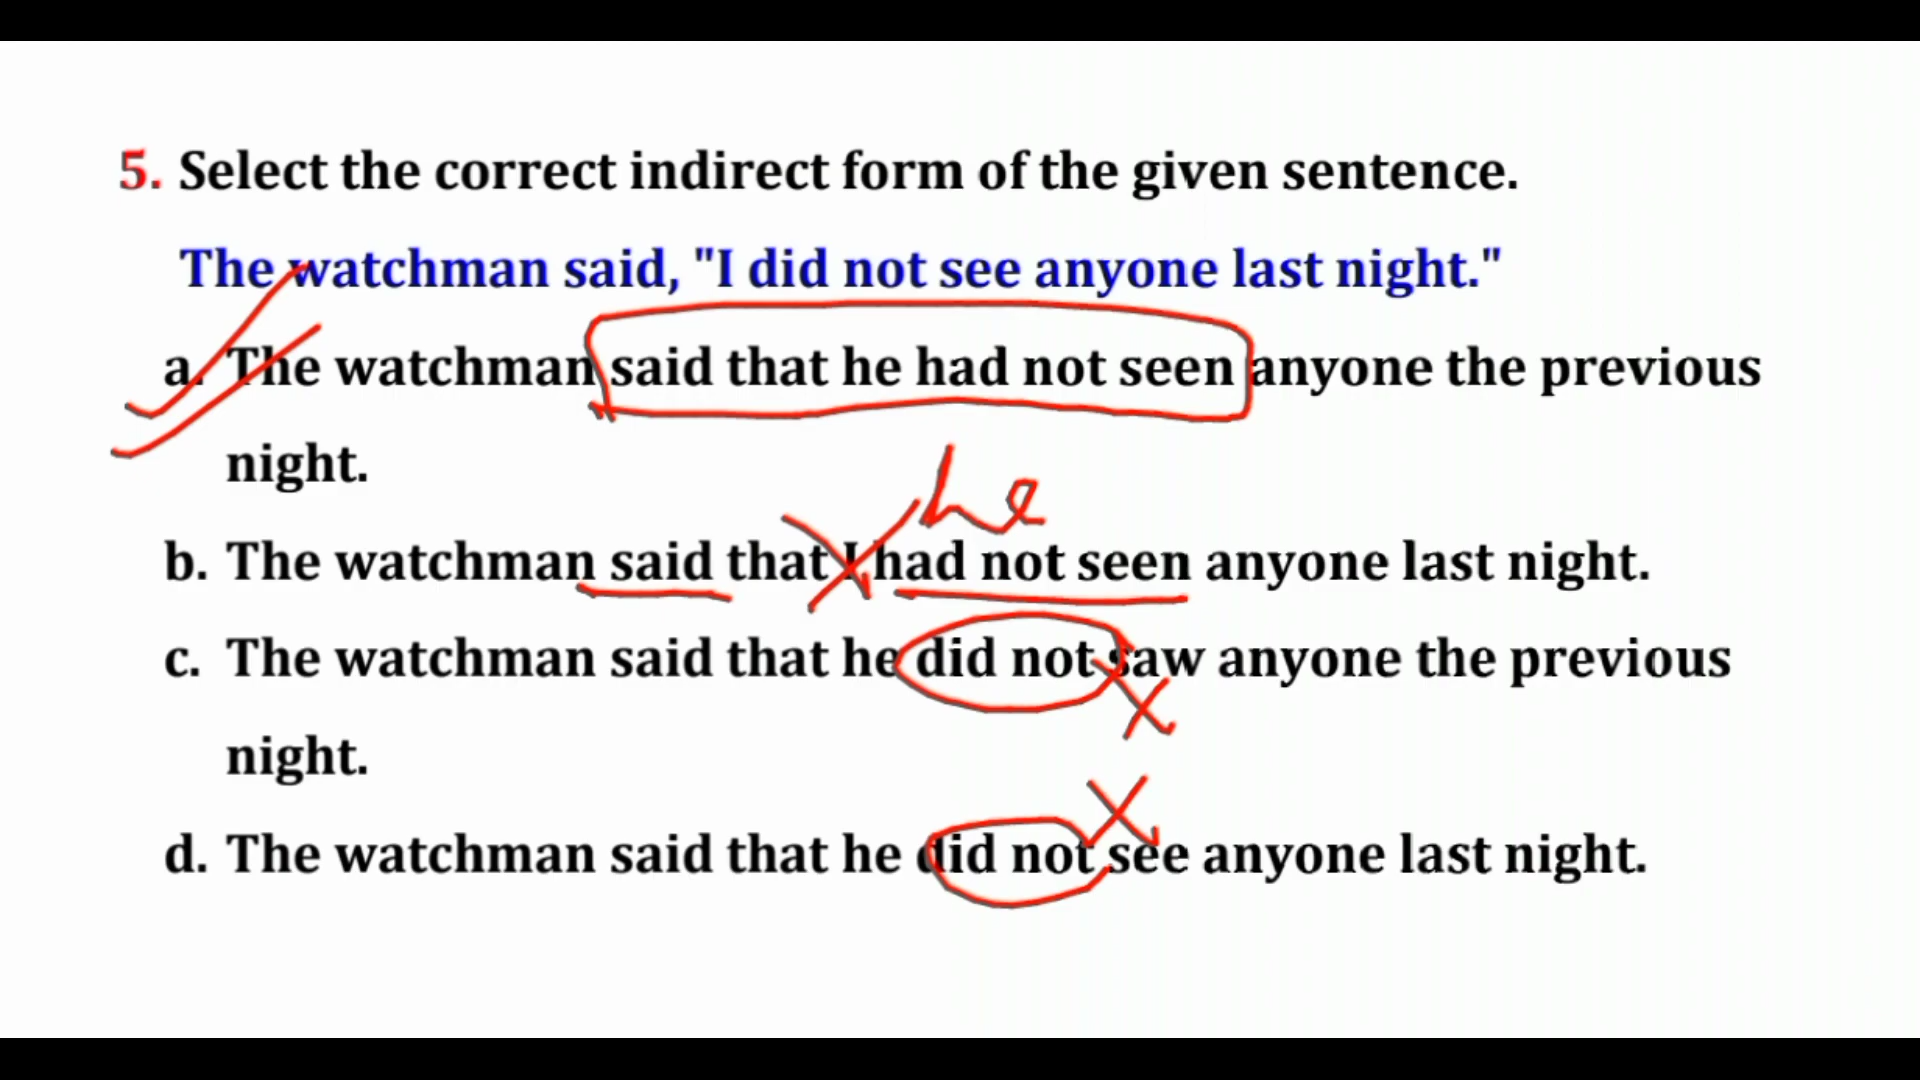 5. Select the correct indirect form of the given sentence.
The watchman said, "I did not see anyone last night."
a. The watchman said that he had not seen anyone the previous
night.
he
b. The watchman said that I had not seen anyone last night.
c. The watchman said that he did not saw anyone the previous
night.
d. The watchman said that he did not see anyone last night.